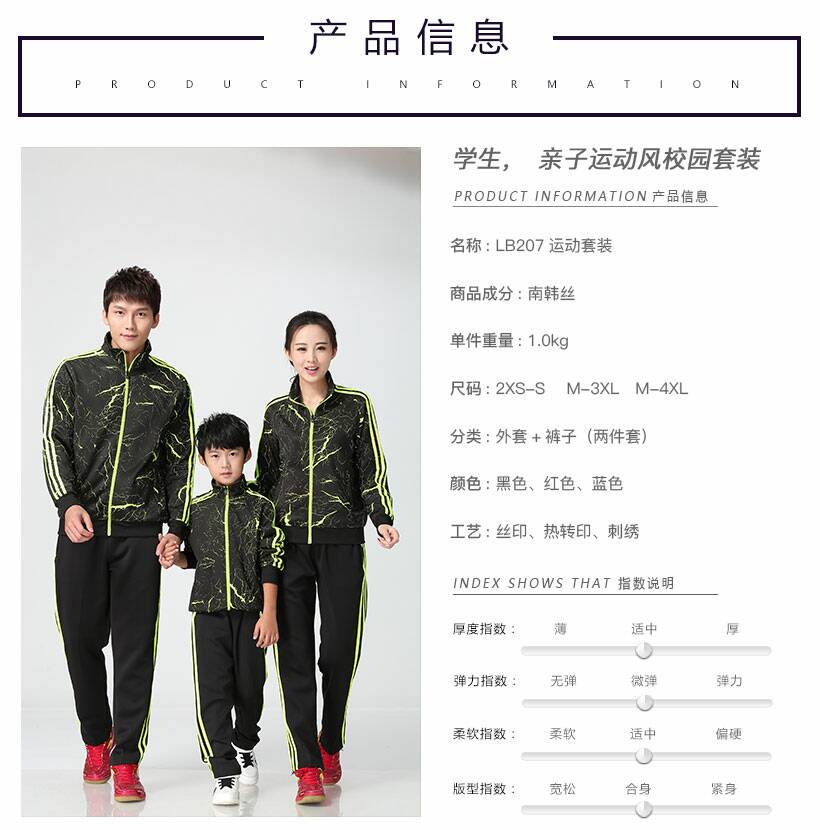 产品信息
PRODUCT INFORMATION
学生， 亲子运动风校园套装
PRODUCT INFORMATION 产品信息
名称：LB207 运动套装
商品成分：南韩丝
单件重量：1.0kg
尺码：2XS-S M-3XL M-4XL
分类：外套 + 裤子（两件套）
颜色：黑色、红色、蓝色
工艺：丝印、热转印、刺绣
INDEX SHOWS THAT 指数说明
厚度指数： 薄 适中 厚
弹力指数： 无弹 微弹 弹力
柔软指数： 柔软 适中 偏硬
版型指数： 宽松 合身 紧身